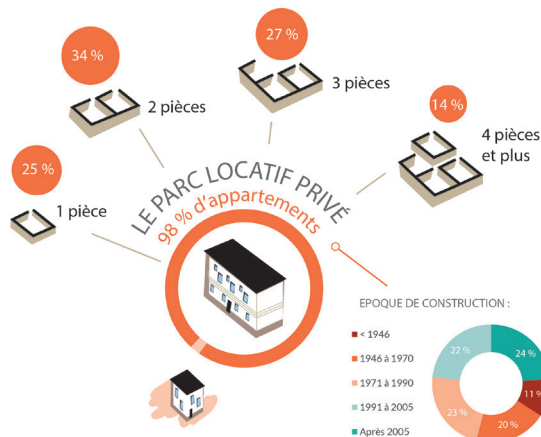 34 %
2 pièces
27 %
3 pièces
14 %
4 pièces
et plus
25 %
1 pièce
LE PARC LOCATIF PRIVÉ
98 % d'appartements
EPOQUE DE CONSTRUCTION :
< 1946
1946 à 1970
1971 à 1990
1991 à 2005
Après 2005
22 %
24 %
11 %
23 %
20 %